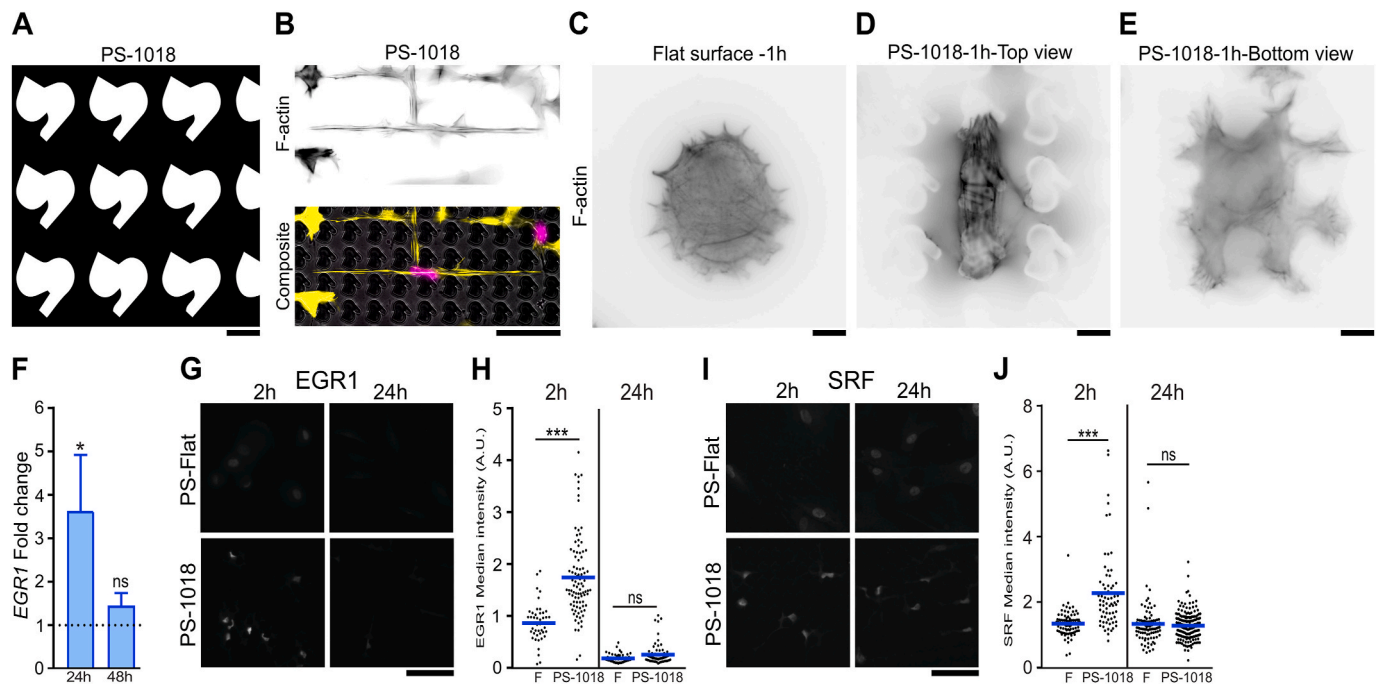 A
PS-1018
B
PS-1018
F-actin
Composite
C
Flat surface -1h
F-actin
D
PS-1018-1h-Top view
E
PS-1018-1h-Bottom view
F
EGR1 Fold change
6
5
4
3
2
1
0
*
ns
24h 48h
G
EGR1
2h 24h
PS-Flat
PS-1018
H
2h 24h
EGR1 Median intensity (A.U.)
5
4
3
2
1
0
***
ns
F PS-1018 F PS-1018
I
SRF
2h 24h
PS-Flat
PS-1018
J
2h 24h
SRF Median intensity (A.U.)
8
6
4
2
0
***
ns
F PS-1018 F PS-1018